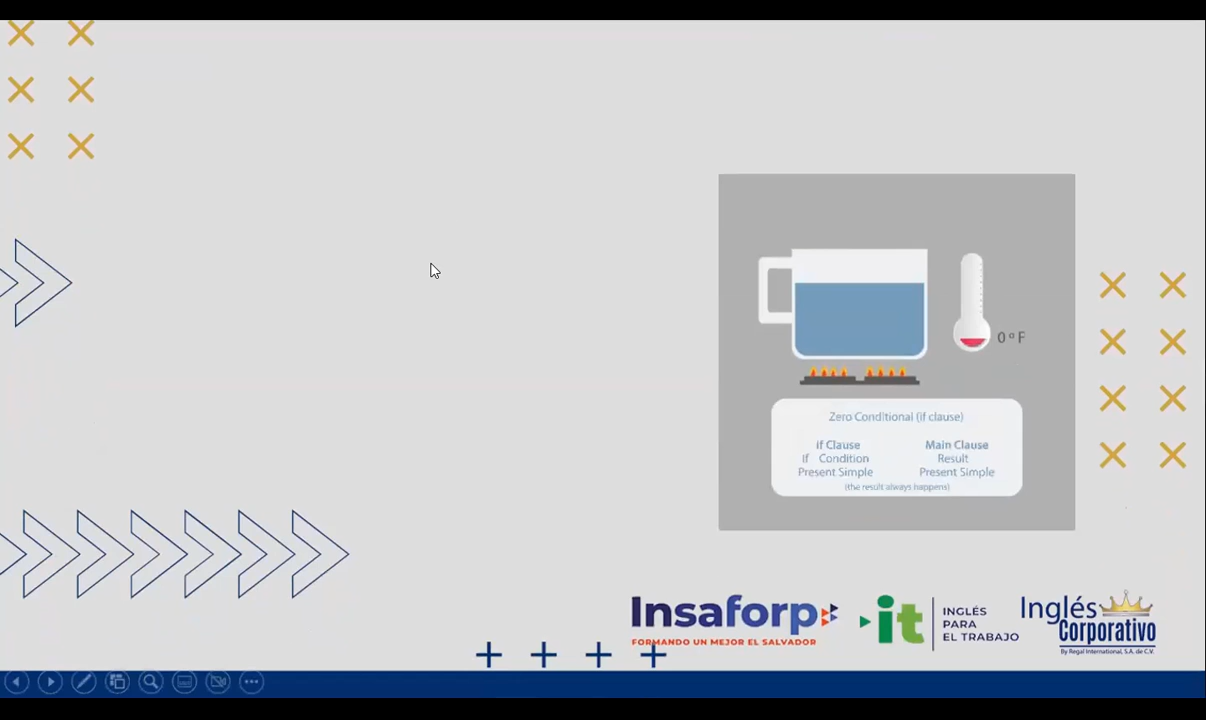 0 ° F
Zero Conditional (if clause)
if Clause Main Clause
If Condition Result
Present Simple Present Simple
(the result always happens)
Insaforp
FORMANDO UN MEJOR EL SALVADOR
it
INGLÉS
PARA
EL TRABAJO
Inglés
Corporativo
By Regal International, S.A. de C.V.